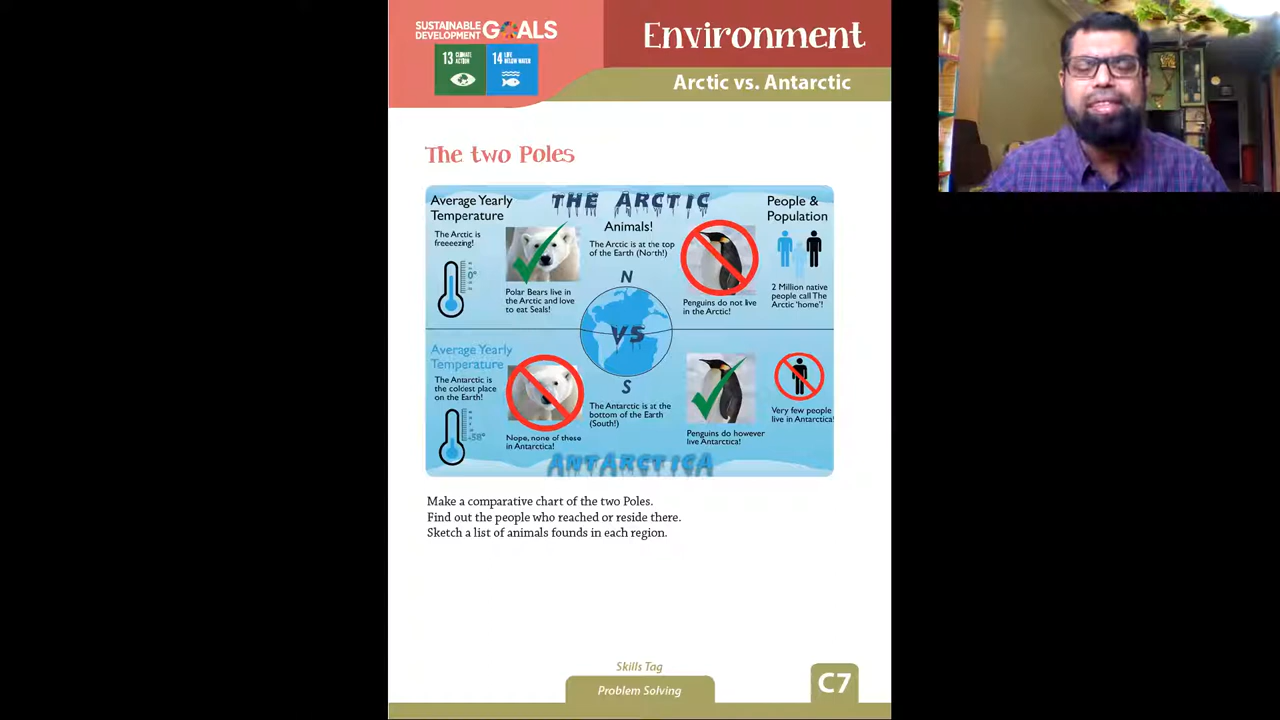 SUSTAINABLE
DEVELOPMENT
GOALS
13 CLIMATE
ACTION
14 LIFE
BELOW WATER
Environment
Arctic vs. Antarctic
The two Poles
THE ARCTIC
Average Yearly
Temperature
The Arctic is
freeezing!
0°
Polar Bears live in
the Arctic and love
to eat Seals!
Animals!
The Arctic is at the top
of the Earth (North!)
N
VS
S
Penguins do not live
in the Arctic!
People &
Population
2 Million native
people call The
Arctic 'home'!
Average Yearly
Temperature
The Antarctic is
the coldest place
on the Earth!
-58°
Nope, none of these
in Antarctica!
The Antarctic is at the
bottom of the Earth
(South!)
Penguins do however
live Antarctica!
Very few people
live in Antarctica!
ANTARCTICA
Make a comparative chart of the two Poles.
Find out the people who reached or reside there.
Sketch a list of animals founds in each region.
Skills Tag
Problem Solving
C7